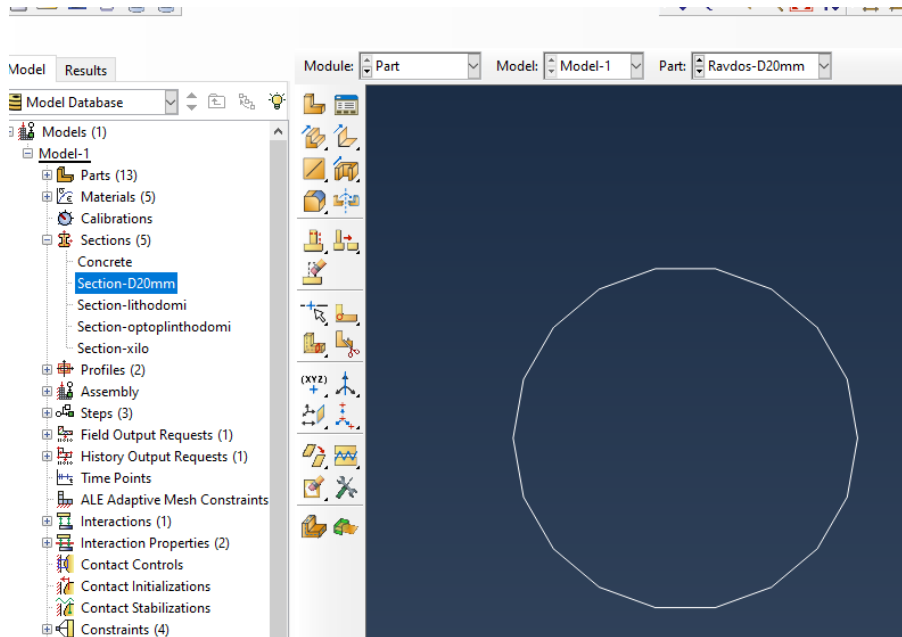 Module: Part Model: Model-1 Part: Ravdos-D20mm
Model Results
Model Database
Models (1)
Model-1
Parts (13)
Materials (5)
Calibrations
Sections (5)
Concrete
Section-D20mm
Section-lithodomi
Section-optoplinthodomi
Section-xilo
Profiles (2)
Assembly
Steps (3)
Field Output Requests (1)
History Output Requests (1)
Time Points
ALE Adaptive Mesh Constraints
Interactions (1)
Interaction Properties (2)
Contact Controls
Contact Initializations
Contact Stabilizations
Constraints (4)
(XYZ)